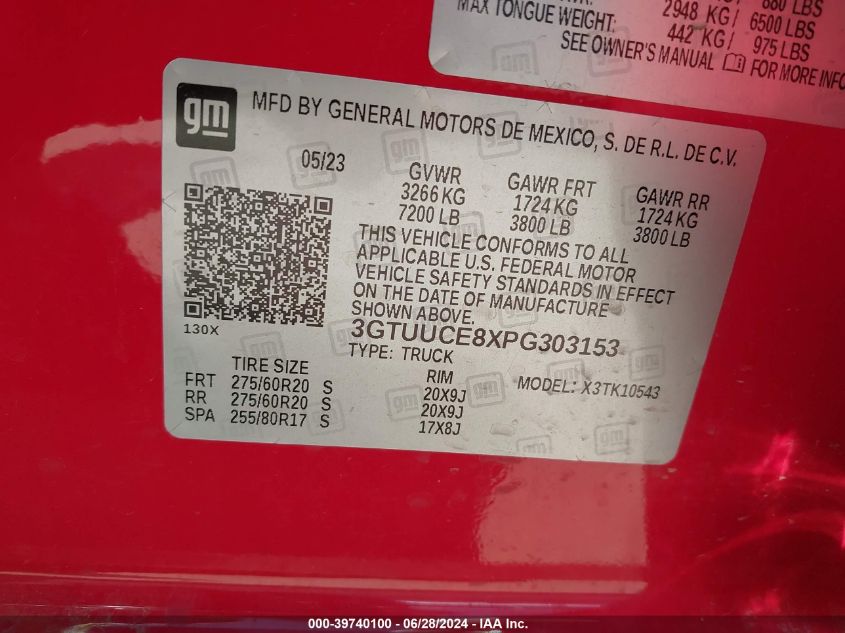 880 LBS
2948 KG/ 6500 LBS
MAX TONGUE WEIGHT: 442 KG/ 975 LBS
SEE OWNER'S MANUAL FOR MORE INFO
gm
MFD BY GENERAL MOTORS DE MEXICO, S. DE R.L. DE C.V.
05/23 GVWR GAWR FRT GAWR RR
3266 KG 1724 KG 1724 KG
7200 LB 3800 LB 3800 LB
THIS VEHICLE CONFORMS TO ALL
APPLICABLE U.S. FEDERAL MOTOR
VEHICLE SAFETY STANDARDS IN EFFECT
ON THE DATE OF MANUFACTURE
SHOWN ABOVE.
130X
3GTUUCE8XPG303153
TYPE: TRUCK
TIRE SIZE RIM MODEL: X3TK10543
FRT 275/60R20 S 20X9J
RR 275/60R20 S 20X9J
SPA 255/80R17 S 17X8J
000-39740100 - 06/28/2024 - IAA Inc.